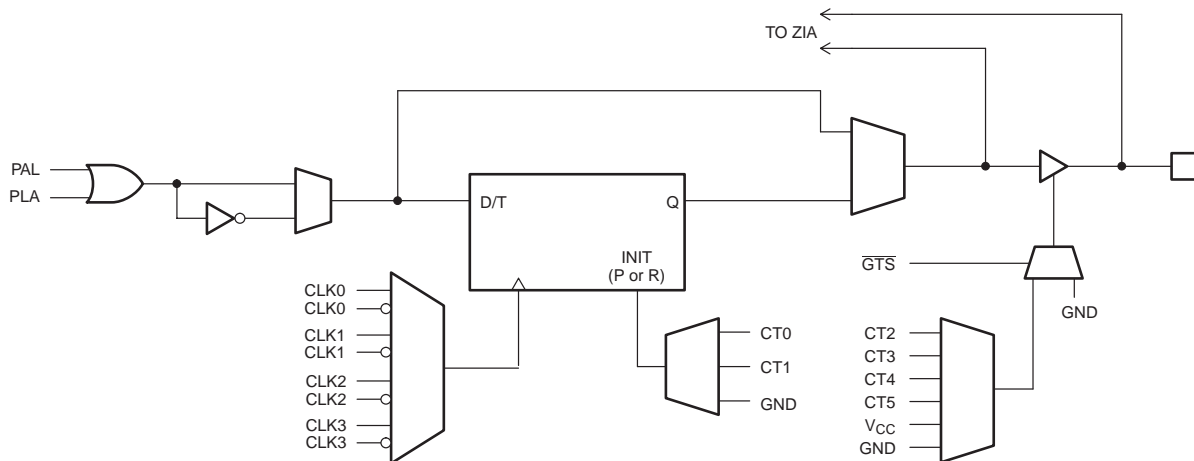 TO ZIA
PAL
PLA
D/T
Q
INIT
(P or R)
GTS
GND
CLK0
CLK0
CLK1
CLK1
CLK2
CLK2
CLK3
CLK3
CT0
CT1
GND
CT2
CT3
CT4
CT5
VCC
GND